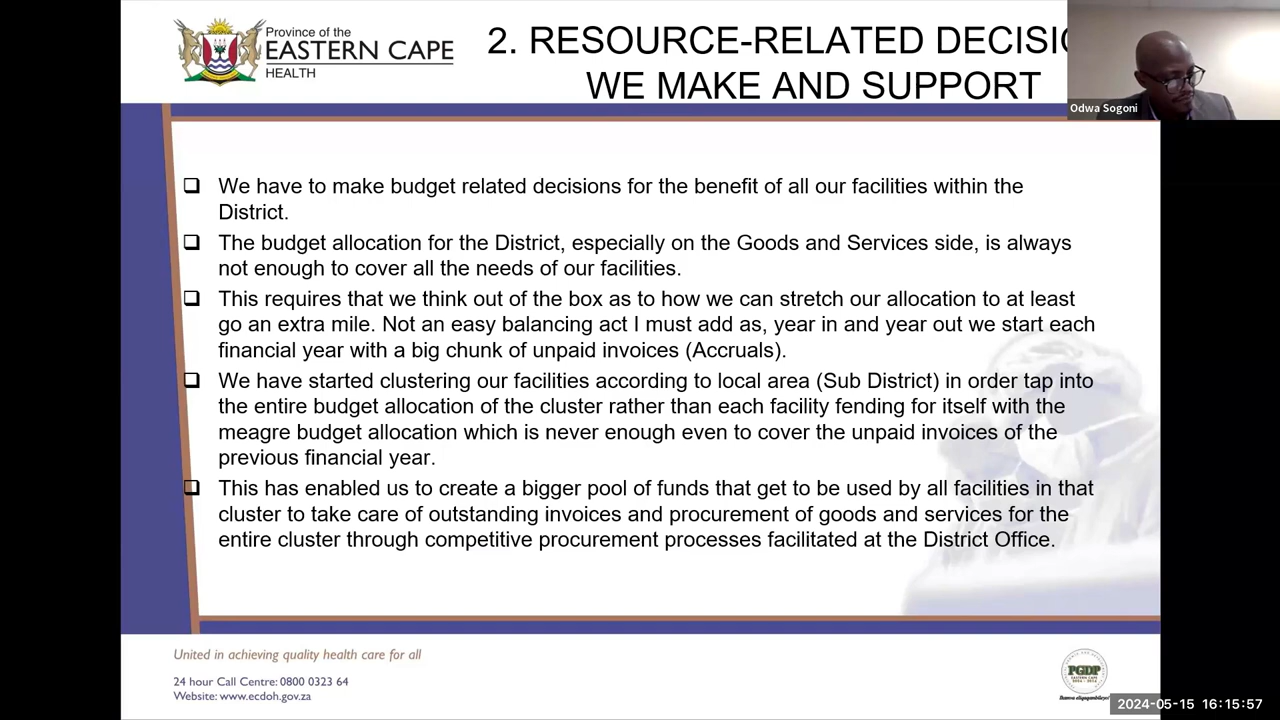 Province of the
EASTERN CAPE
HEALTH
2. RESOURCE-RELATED DECISIO
WE MAKE AND SUPPORT
Odwa Sogoni
❑ We have to make budget related decisions for the benefit of all our facilities within the
District.
❑ The budget allocation for the District, especially on the Goods and Services side, is always
not enough to cover all the needs of our facilities.
❑ This requires that we think out of the box as to how we can stretch our allocation to at least
go an extra mile. Not an easy balancing act I must add as, year in and year out we start each
financial year with a big chunk of unpaid invoices (Accruals).
❑ We have started clustering our facilities according to local area (Sub District) in order tap into
the entire budget allocation of the cluster rather than each facility fending for itself with the
meagre budget allocation which is never enough even to cover the unpaid invoices of the
previous financial year.
❑ This has enabled us to create a bigger pool of funds that get to be used by all facilities in that
cluster to take care of outstanding invoices and procurement of goods and services for the
entire cluster through competitive procurement processes facilitated at the District Office.
United in achieving quality health care for all
24 hour Call Centre: 0800 0323 64
Website: www.ecdoh.gov.za
PGDP
EASTERN CAPE
2024-05-15 16:15:57